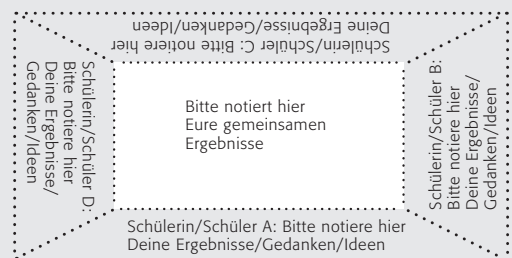 Schülerin/Schüler C: Bitte notiere hier
Deine Ergebnisse/Gedanken/Ideen
Schülerin/Schüler D:
Bitte notiere hier
Deine Ergebnisse/
Gedanken/Ideen
Bitte notiert hier
Eure gemeinsamen
Ergebnisse
Schülerin/Schüler B:
Bitte notiere hier
Deine Ergebnisse/
Gedanken/Ideen
Schülerin/Schüler A: Bitte notiere hier
Deine Ergebnisse/Gedanken/Ideen